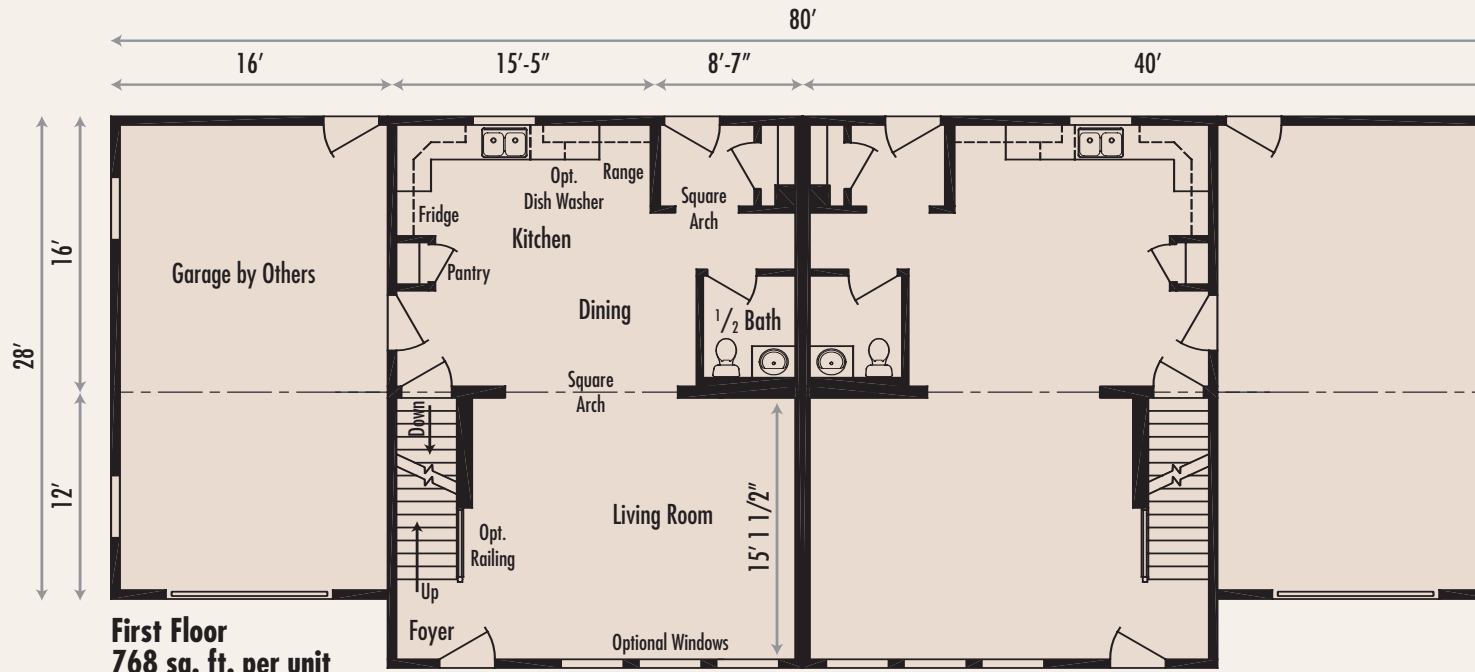 80′
16′
15′-5″
8′-7″
40′
Opt.
Dish Washer
Range
Square
Arch
Fridge
Kitchen
16′
Garage by Others
Pantry
Dining
1/2 Bath
28′
Square
Arch
Down
12′
Living Room
15′ 1 1/2″
Opt.
Railing
Up
Foyer
Optional Windows
First Floor
768 sq. ft. per unit